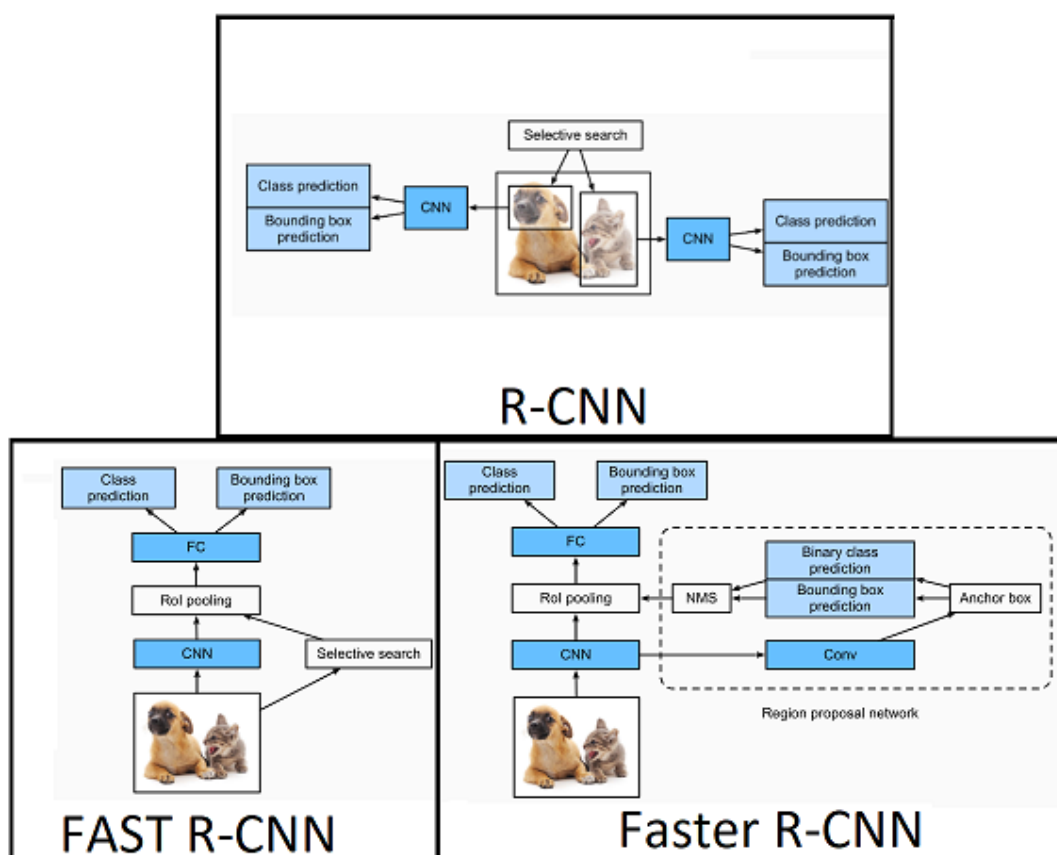 Selective search
Class prediction
Bounding box
prediction
CNN
CNN
Class prediction
Bounding box
prediction
R-CNN
Class
prediction
Bounding box
prediction
FC
RoI pooling
CNN
Selective search
FAST R-CNN
Class
prediction
Bounding box
prediction
FC
RoI pooling
CNN
NMS
Binary class
prediction
Bounding box
prediction
Anchor box
Conv
Region proposal network
Faster R-CNN